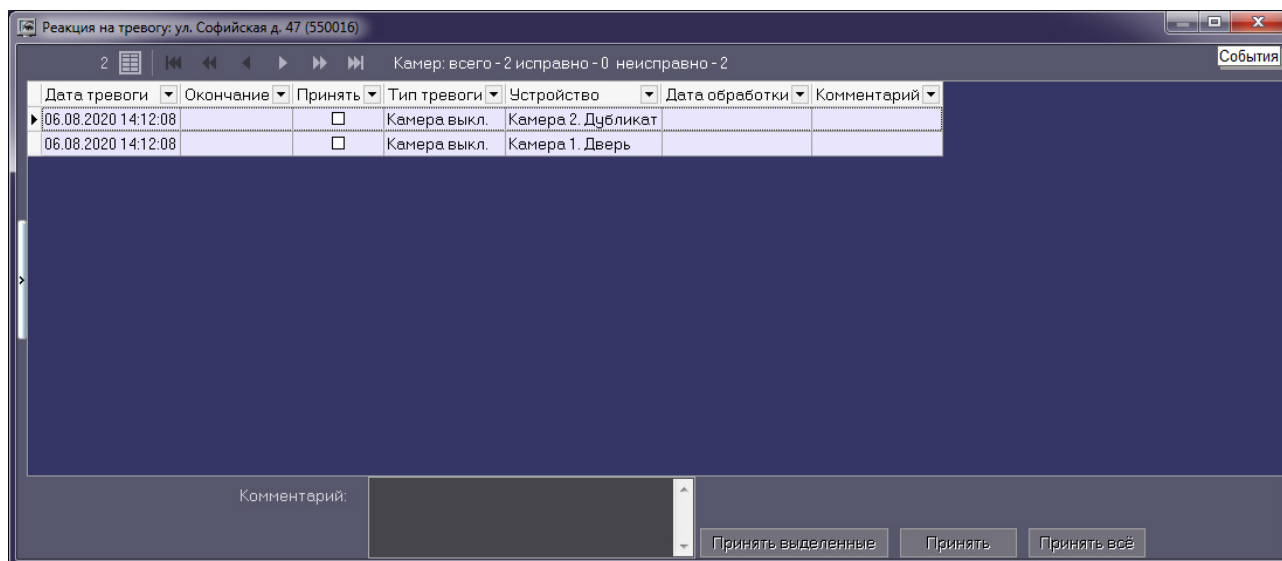 Реакция на тревогу: ул. Софийская д. 47 (550016)
2 Камер: всего - 2 исправно - 0 неисправно - 2
События
Дата тревоги Окончание Принять Тип тревоги Устройство Дата обработки Комментарий
06.08.2020 14:12:08 Камера выкл. Камера 2. Дубликат
06.08.2020 14:12:08 Камера выкл. Камера 1. Дверь
Комментарий:
Принять выделенные Принять Принять всё